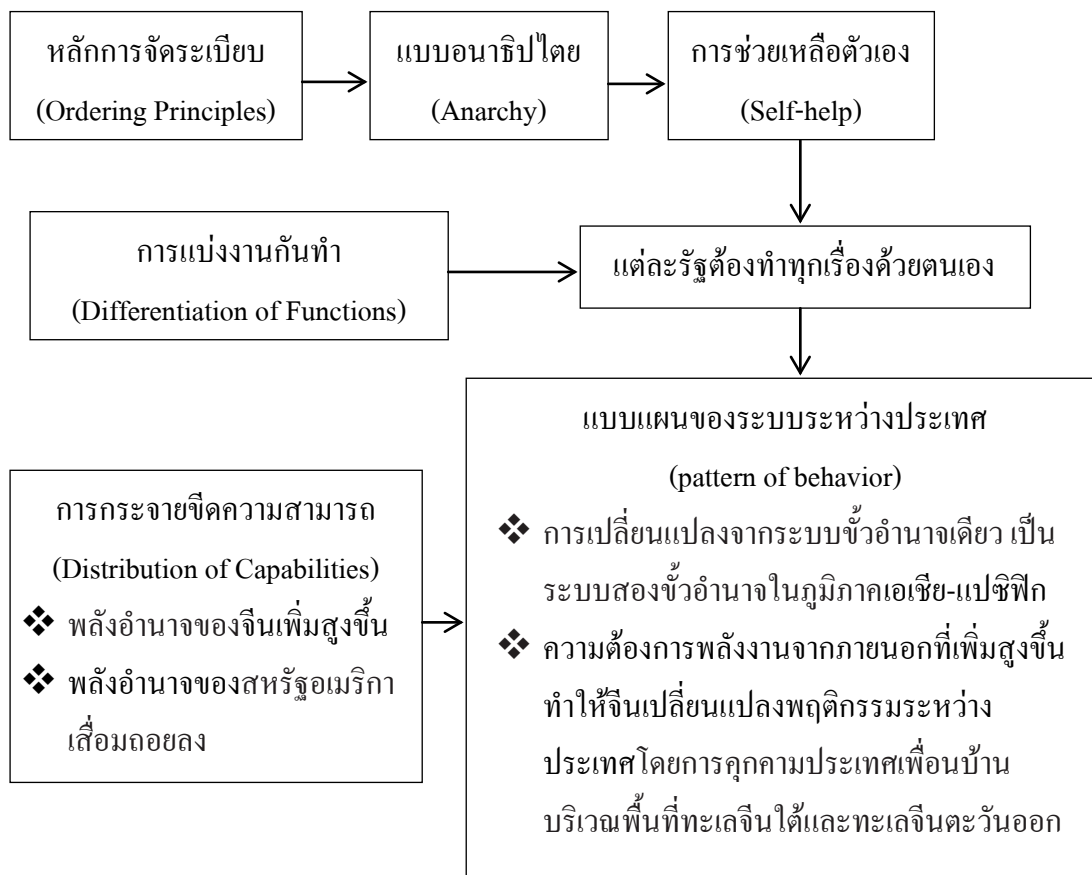 หลักการจัดระเบียบ
(Ordering Principles)
แบบอนาธิปไตย
(Anarchy)
การช่วยเหลือตัวเอง
(Self-help)
การแบ่งงานกันทำ
(Differentiation of Functions)
แต่ละรัฐต้องทำทุกเรื่องด้วยตนเอง
การกระจายขีดความสามารถ
(Distribution of Capabilities)
❖ พลังอำนาจของจีนเพิ่มสูงขึ้น
❖ พลังอำนาจของสหรัฐอเมริกา
เสื่อมถอยลง
แบบแผนของระบบระหว่างประเทศ
(pattern of behavior)
❖ การเปลี่ยนแปลงจากระบบขั้วอำนาจเดียว เป็น
ระบบสองขั้วอำนาจในภูมิภาคเอเชีย-แปซิฟิก
❖ ความต้องการพลังงานจากภายนอกที่เพิ่มสูงขึ้น
ทำให้จีนเปลี่ยนแปลงพฤติกรรมระหว่าง
ประเทศโดยการคุกคามประเทศเพื่อนบ้าน
บริเวณพื้นที่ทะเลจีนใต้และทะเลจีนตะวันออก